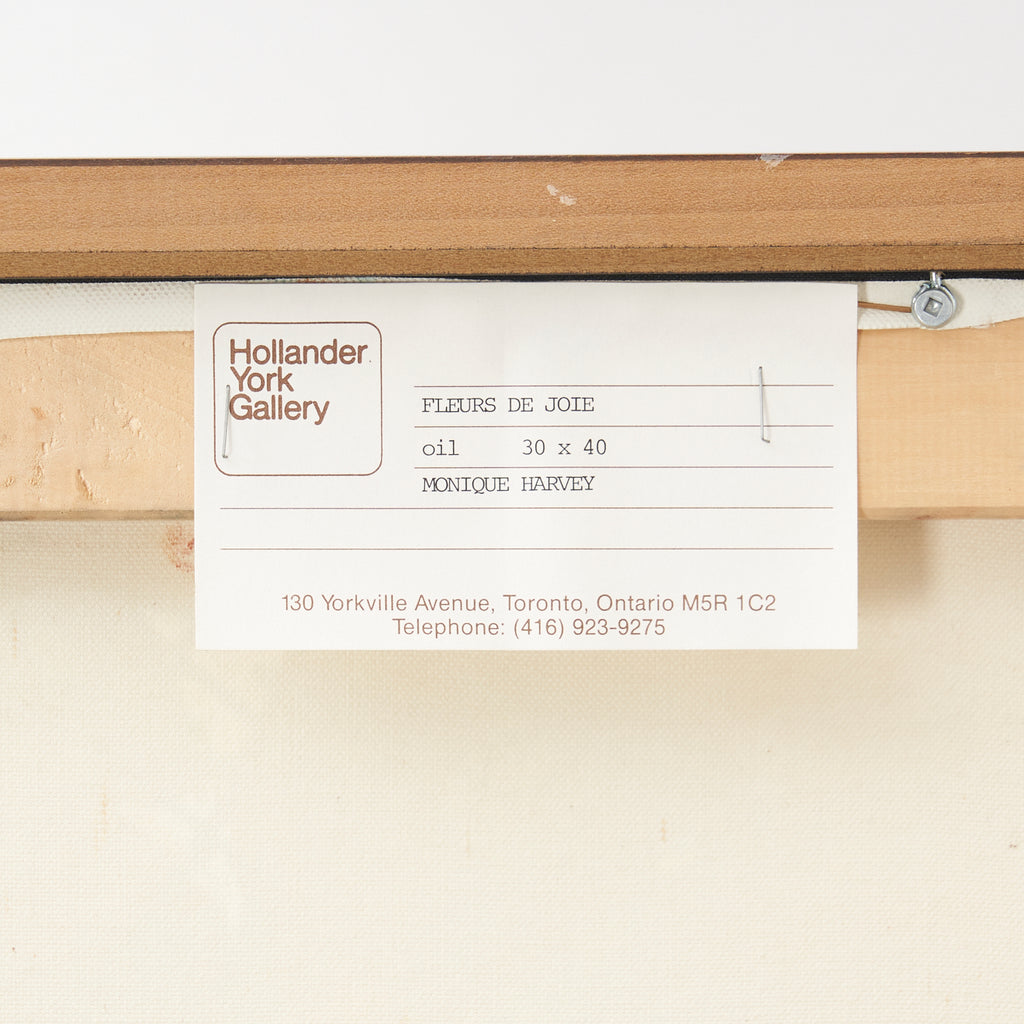 Hollander
York
Gallery
FLEURS DE JOIE
oil 30 x 40
MONIQUE HARVEY
130 Yorkville Avenue, Toronto, Ontario M5R 1C2
Telephone: (416) 923-9275